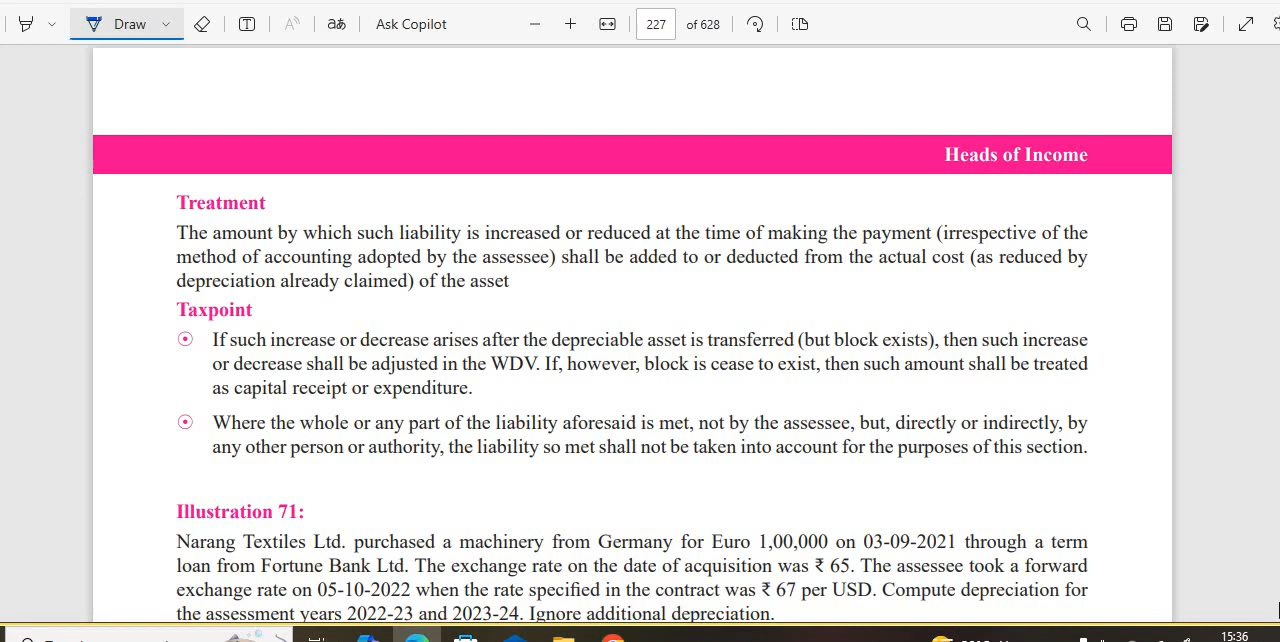 Draw
T
A
aあ
Ask Copilot
227 of 628
Heads of Income
Treatment
The amount by which such liability is increased or reduced at the time of making the payment (irrespective of the
method of accounting adopted by the assessee) shall be added to or deducted from the actual cost (as reduced by
depreciation already claimed) of the asset
Taxpoint
If such increase or decrease arises after the depreciable asset is transferred (but block exists), then such increase
or decrease shall be adjusted in the WDV. If, however, block is cease to exist, then such amount shall be treated
as capital receipt or expenditure.
Where the whole or any part of the liability aforesaid is met, not by the assessee, but, directly or indirectly, by
any other person or authority, the liability so met shall not be taken into account for the purposes of this section.
Illustration 71:
Narang Textiles Ltd. purchased a machinery from Germany for Euro 1,00,000 on 03-09-2021 through a term
loan from Fortune Bank Ltd. The exchange rate on the date of acquisition was ₹ 65. The assessee took a forward
exchange rate on 05-10-2022 when the rate specified in the contract was ₹ 67 per USD. Compute depreciation for
the assessment years 2022-23 and 2023-24. Ignore additional depreciation.
15:36